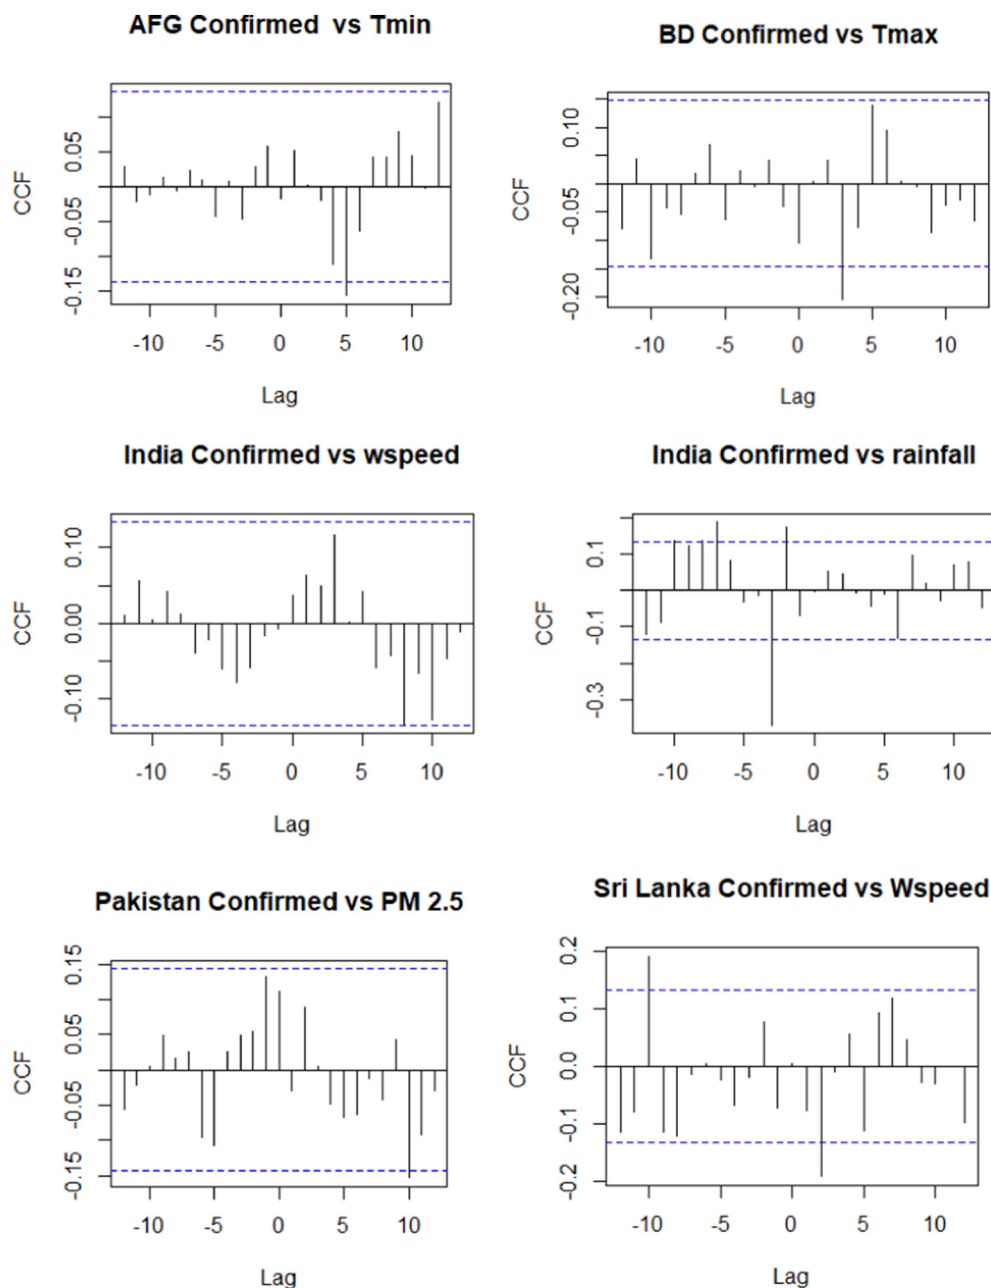 AFG Confirmed vs Tmin
CCF
0.05
-0.05
-0.15
-10 -5 0 5 10
Lag
BD Confirmed vs Tmax
CCF
0.10
-0.05
-0.20
-10 -5 0 5 10
Lag
India Confirmed vs wspeed
CCF
0.10
0.00
-0.10
-10 -5 0 5 10
Lag
India Confirmed vs rainfall
CCF
0.1
-0.1
-0.3
-10 -5 0 5 10
Lag
Pakistan Confirmed vs PM 2.5
CCF
0.15
0.05
-0.05
-0.15
-10 -5 0 5 10
Lag
Sri Lanka Confirmed vs Wspeed
CCF
0.2
0.1
0.0
-0.1
-0.2
-10 -5 0 5 10
Lag